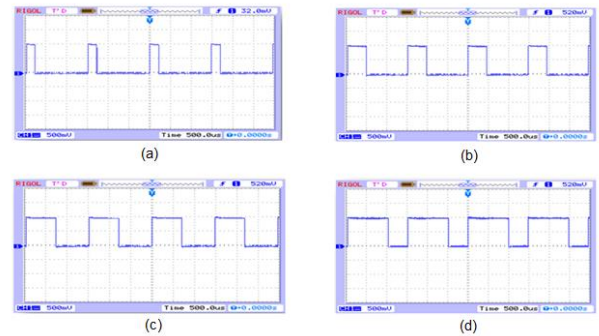 RIGOL T'D 1 32.0mV
CH1 500mV Time 500.0us 0.0000s
(a)
RIGOL T'D 1 520mV
CH1 500mV Time 500.0us 0.0000s
(b)
RIGOL T'D 1 520mV
CH1 500mV Time 500.0us 0.0000s
(c)
RIGOL T'D 1 520mV
CH1 500mV Time 500.0us 0.0000s
(d)